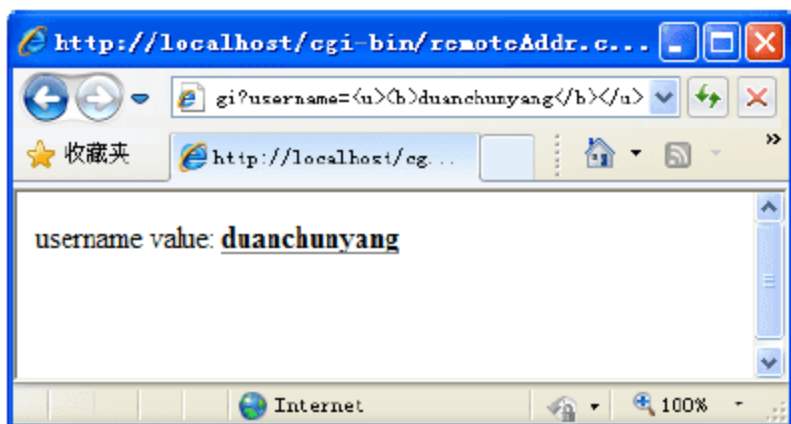 http://localhost/cgi-bin/remoteAddr.c...
gi?username=<u><b>duanchunyang</b></u>
收藏夹
http://localhost/cg...
username value: duanchunyang
Internet
100%